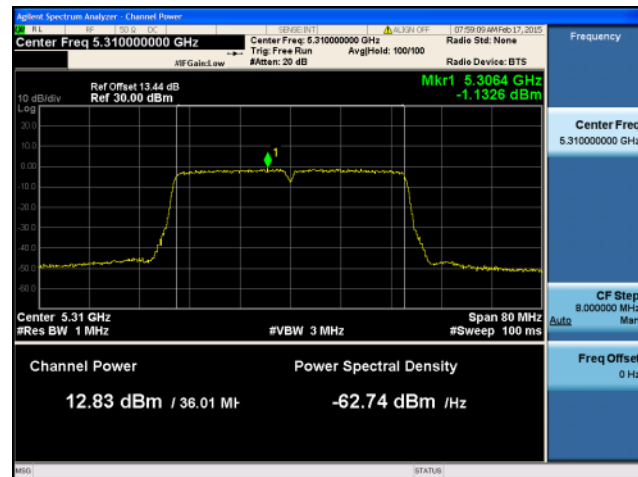 Agilent Spectrum Analyzer - Channel Power
RL RF 50 Ω DC SENSE:INT ALIGN OFF 07:59:09 AM Feb 17, 2015
Center Freq 5.310000000 GHz Center Freq: 5.310000000 GHz Radio Std: None
Trig: Free Run Avg|Hold: 100/100
#IFGain:Low #Atten: 20 dB Radio Device: BTS
Ref Offset 13.44 dB Mkr1 5.3064 GHz
10 dB/div Ref 30.00 dBm -1.1326 dBm
Log
20.0
10.0
0.00
-10.0
-20.0
-30.0
-40.0
-50.0
-60.0
1
Center 5.31 GHz Span 80 MHz
#Res BW 1 MHz #VBW 3 MHz #Sweep 100 ms
Channel Power Power Spectral Density
12.83 dBm / 36.01 MH -62.74 dBm /Hz
MSG STATUS
Frequency
Center Freq
5.310000000 GHz
CF Step
8.000000 MHz
Auto Man
Freq Offset
0 Hz